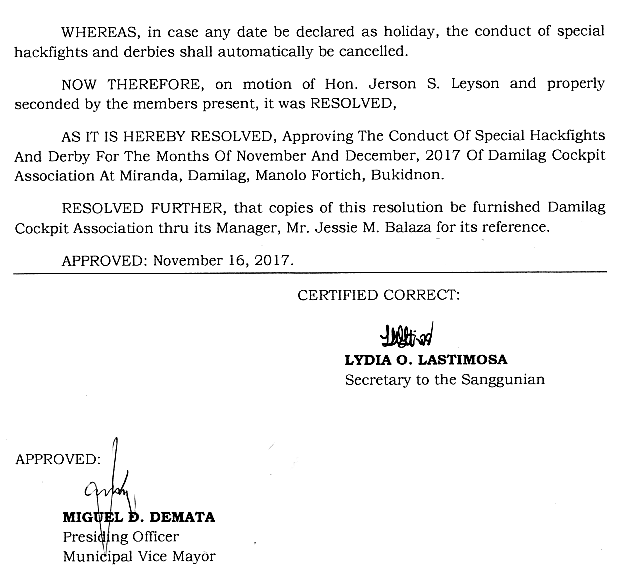 WHEREAS, in case any date be declared as holiday, the conduct of special
hackfights and derbies shall automatically be cancelled.
NOW THEREFORE, on motion of Hon. Jerson S. Leyson and properly
seconded by the members present, it was RESOLVED,
AS IT IS HEREBY RESOLVED, Approving The Conduct Of Special Hackfights
And Derby For The Months Of November And December, 2017 Of Damilag Cockpit
Association At Miranda, Damilag, Manolo Fortich, Bukidnon.
RESOLVED FURTHER, that copies of this resolution be furnished Damilag
Cockpit Association thru its Manager, Mr. Jessie M. Balaza for its reference.
APPROVED: November 16, 2017.
CERTIFIED CORRECT:
LYDIA O. LASTIMOSA
Secretary to the Sanggunian
APPROVED:
MIGUEL D. DEMATA
Presiding Officer
Municipal Vice Mayor